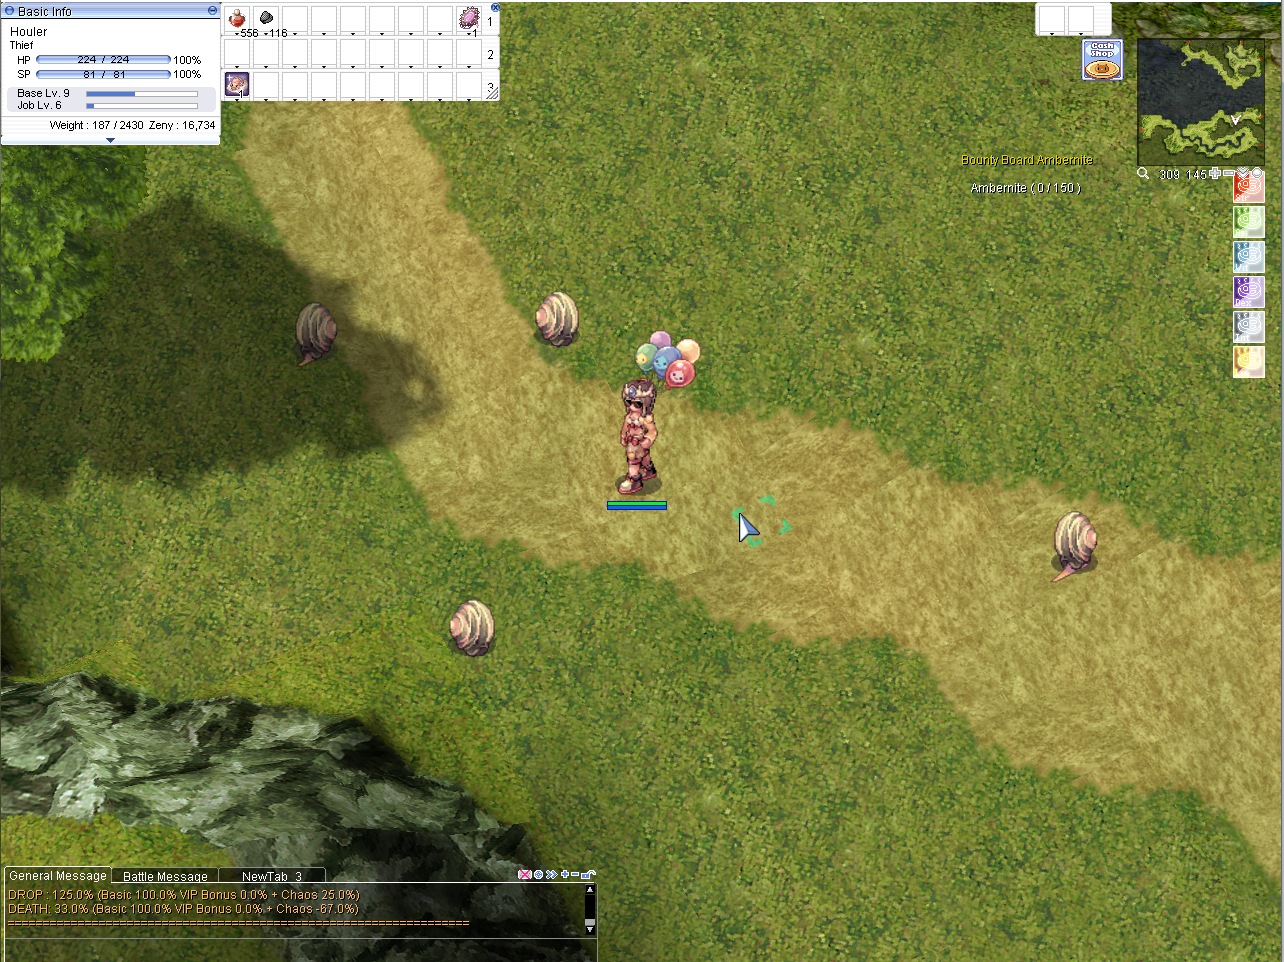 Basic Info
Houler
Thief
HP 224 / 224 100%
SP 81 / 81 100%
Base Lv. 9
Job Lv. 6
Weight : 187 / 2430 Zeny : 16,734
556 116 1 1
2
1 3
Cash Shop
309 145
Bounty Board Ambernite
Ambernite ( 0 / 150 )
Dex
General Message Battle Message NewTab_3
DROP : 125.0% (Basic 100.0% VIP Bonus 0.0% + Chaos 25.0%)
DEATH: 33.0% (Basic 100.0% VIP Bonus 0.0% + Chaos -67.0%)